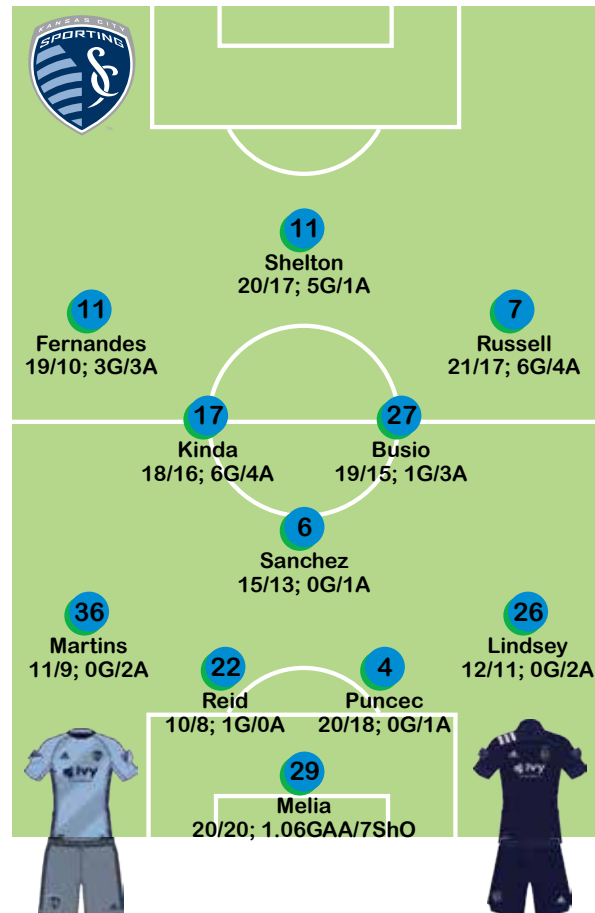 KANSAS CITY
SPORTING
SC
11
Shelton
20/17; 5G/1A
11
Fernandes
19/10; 3G/3A
7
Russell
21/17; 6G/4A
17
Kinda
18/16; 6G/4A
27
Busio
19/15; 1G/3A
6
Sanchez
15/13; 0G/1A
36
Martins
11/9; 0G/2A
26
Lindsey
12/11; 0G/2A
22
Reid
10/8; 1G/0A
4
Puncec
20/18; 0G/1A
29
Melia
20/20; 1.06GAA/7ShO
ivy
ivy